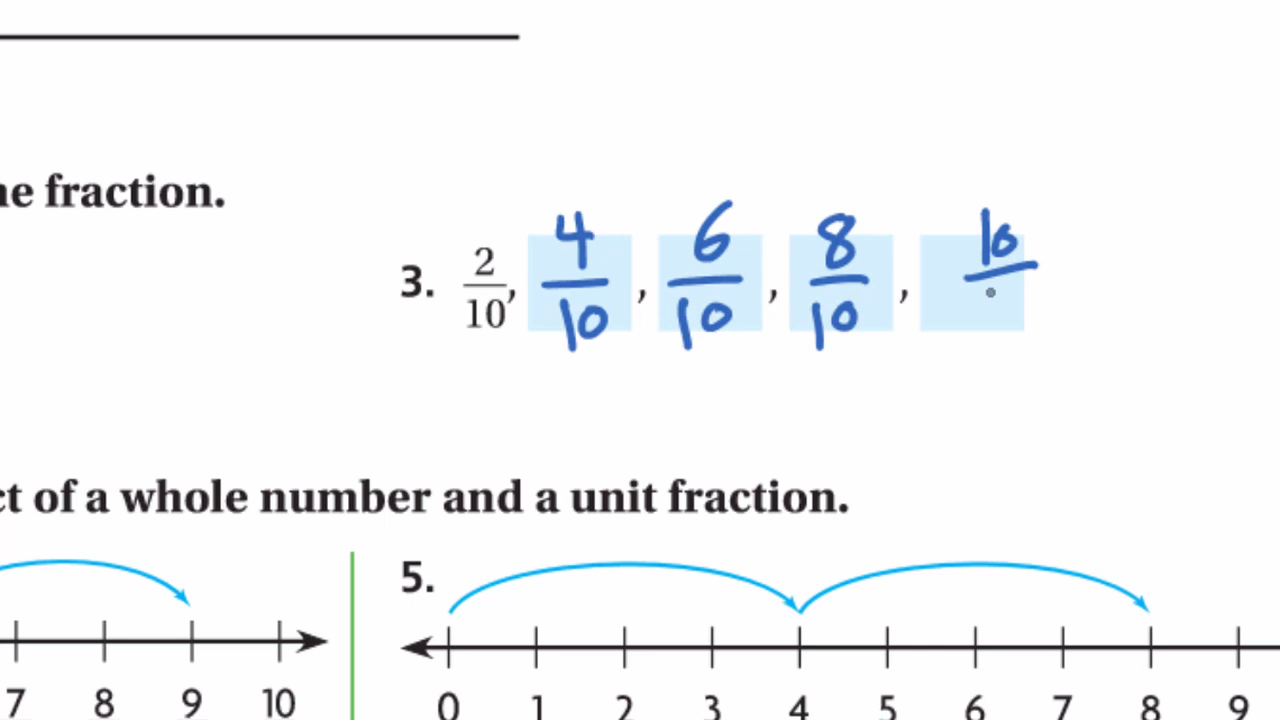 ne fraction.
3. 2/10, 4/10, 6/10, 8/10, 10/
ct of a whole number and a unit fraction.
5.
7 8 9 10
0 1 2 3 4 5 6 7 8 9